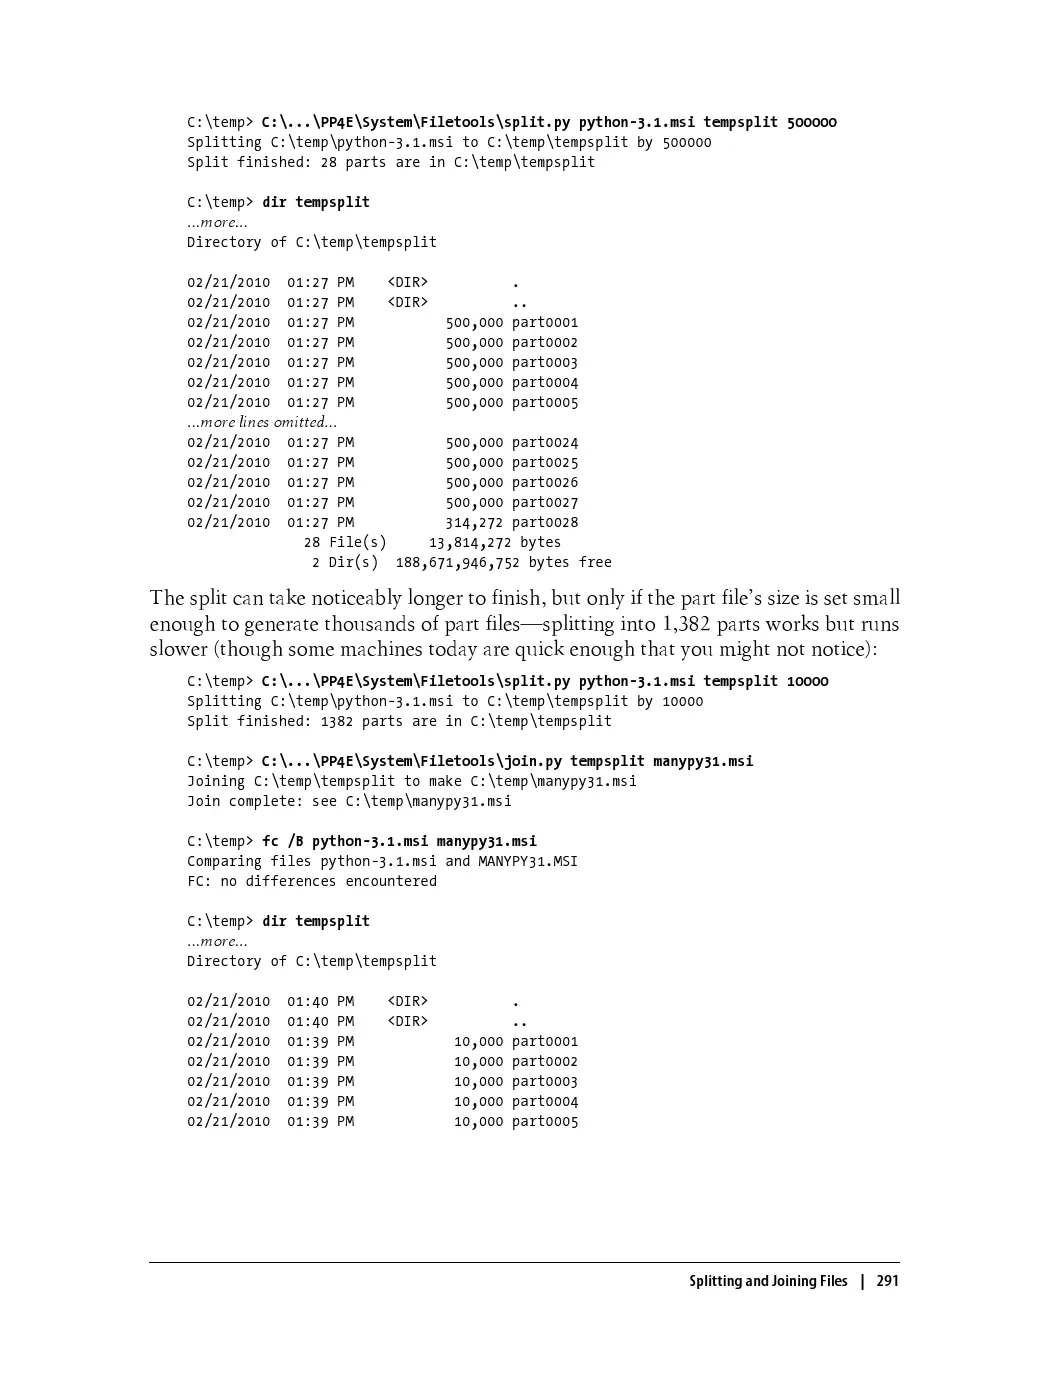 C:\temp> C:\...\PP4E\System\Filetools\split.py python-3.1.msi tempsplit 500000
Splitting C:\temp\python-3.1.msi to C:\temp\tempsplit by 500000
Split finished: 28 parts are in C:\temp\tempsplit
C:\temp> dir tempsplit
...more...
Directory of C:\temp\tempsplit
02/21/2010  01:27 PM    <DIR>          .
02/21/2010  01:27 PM    <DIR>          ..
02/21/2010  01:27 PM           500,000 part0001
02/21/2010  01:27 PM           500,000 part0002
02/21/2010  01:27 PM           500,000 part0003
02/21/2010  01:27 PM           500,000 part0004
02/21/2010  01:27 PM           500,000 part0005
...more lines omitted...
02/21/2010  01:27 PM           500,000 part0024
02/21/2010  01:27 PM           500,000 part0025
02/21/2010  01:27 PM           500,000 part0026
02/21/2010  01:27 PM           500,000 part0027
02/21/2010  01:27 PM           314,272 part0028
28 File(s)     13,814,272 bytes
2 Dir(s)  188,671,946,752 bytes free
The split can take noticeably longer to finish, but only if the part file's size is set small
enough to generate thousands of part files—splitting into 1,382 parts works but runs
slower (though some machines today are quick enough that you might not notice):
C:\temp> C:\...\PP4E\System\Filetools\split.py python-3.1.msi tempsplit 10000
Splitting C:\temp\python-3.1.msi to C:\temp\tempsplit by 10000
Split finished: 1382 parts are in C:\temp\tempsplit
C:\temp> C:\...\PP4E\System\Filetools\join.py tempsplit manypy31.msi
Joining C:\temp\tempsplit to make C:\temp\manypy31.msi
Join complete: see C:\temp\manypy31.msi
C:\temp> fc /B python-3.1.msi manypy31.msi
Comparing files python-3.1.msi and MANYPY31.MSI
FC: no differences encountered
C:\temp> dir tempsplit
...more...
Directory of C:\temp\tempsplit
02/21/2010  01:40 PM    <DIR>          .
02/21/2010  01:40 PM    <DIR>          ..
02/21/2010  01:39 PM            10,000 part0001
02/21/2010  01:39 PM            10,000 part0002
02/21/2010  01:39 PM            10,000 part0003
02/21/2010  01:39 PM            10,000 part0004
02/21/2010  01:39 PM            10,000 part0005
Splitting and Joining Files | 291